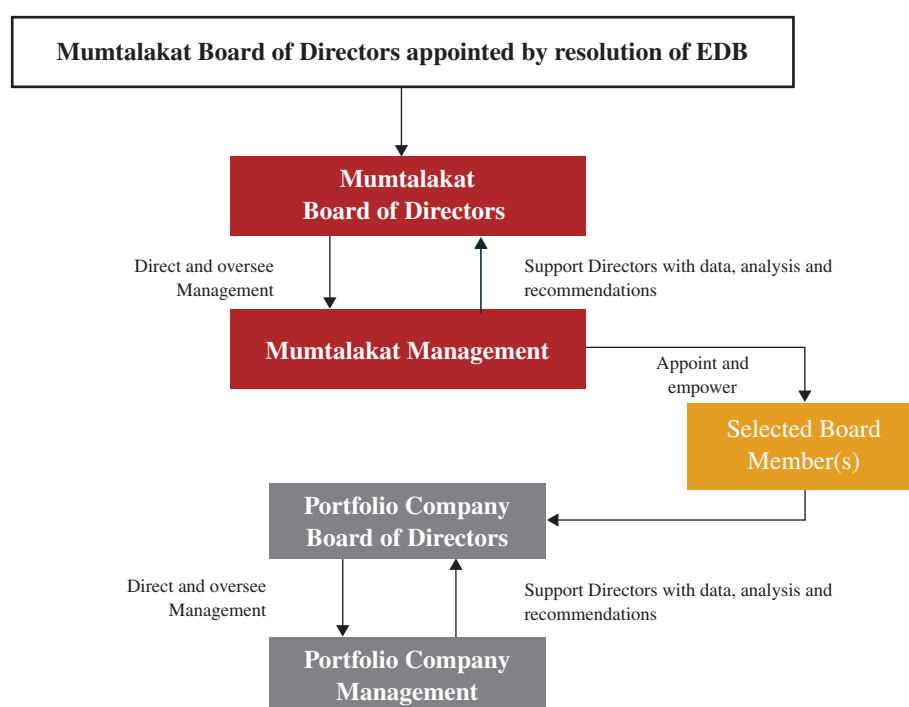 Mumtalakat Board of Directors appointed by resolution of EDB
Mumtalakat
Board of Directors
Direct and oversee
Management
Support Directors with data, analysis and
recommendations
Mumtalakat Management
Appoint and
empower
Selected Board
Member(s)
Portfolio Company
Board of Directors
Direct and oversee
Management
Support Directors with data, analysis and
recommendations
Portfolio Company
Management